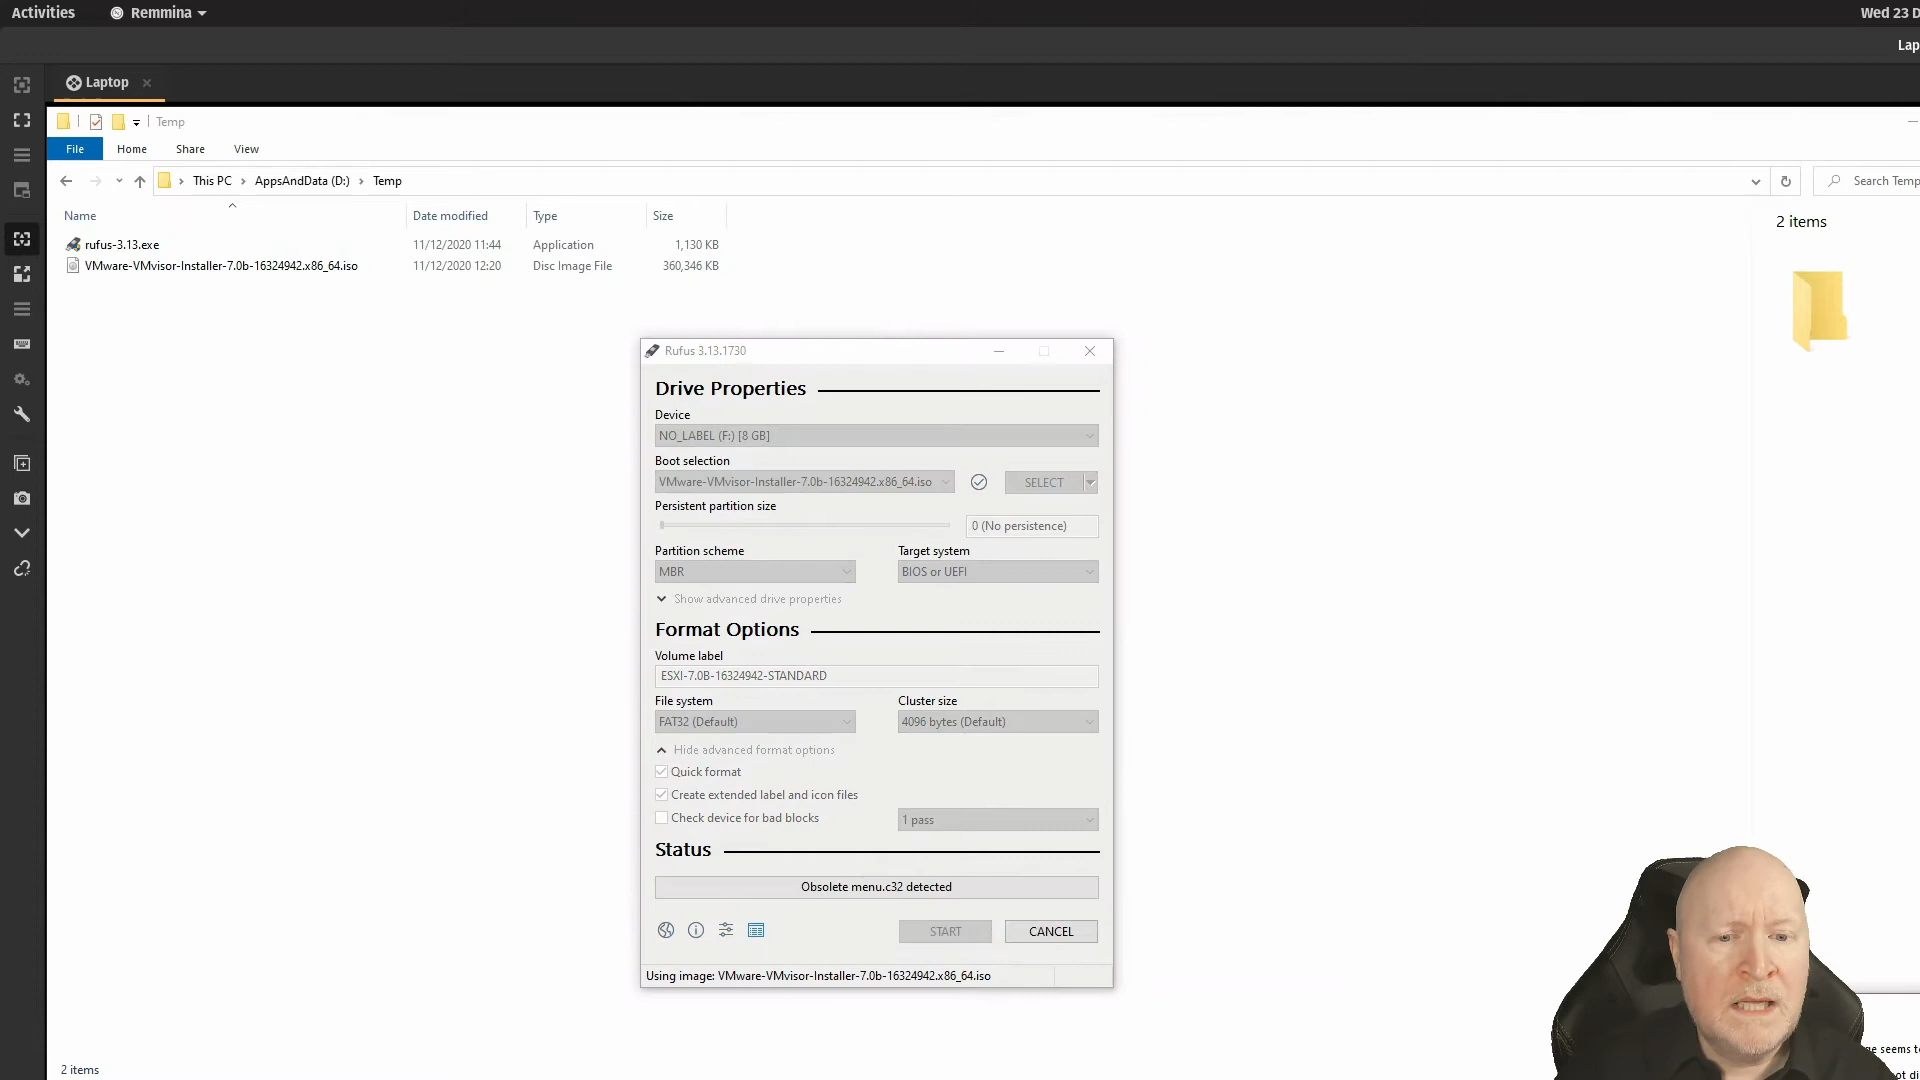 Activities Remmina Wed 23 D
Lap
Laptop
Temp
File Home Share View
This PC AppsAndData (D:) Temp Search Temp
Name Date modified Type Size
rufus-3.13.exe 11/12/2020 11:44 Application 1,130 KB
VMware-VMvisor-Installer-7.0b-16324942.x86_64.iso 11/12/2020 12:20 Disc Image File 360,346 KB
2 items
Rufus 3.13.1730
Drive Properties
Device
NO_LABEL (F:) [8 GB]
Boot selection
VMware-VMvisor-Installer-7.0b-16324942.x86_64.iso SELECT
Persistent partition size
0 (No persistence)
Partition scheme Target system
MBR BIOS or UEFI
Show advanced drive properties
Format Options
Volume label
ESXI-7.0B-16324942-STANDARD
File system Cluster size
FAT32 (Default) 4096 bytes (Default)
Hide advanced format options
Quick format
Create extended label and icon files
Check device for bad blocks 1 pass
Status
Obsolete menu.c32 detected
START CANCEL
Using image: VMware-VMvisor-Installer-7.0b-16324942.x86_64.iso
ge seems to
ot di
2 items